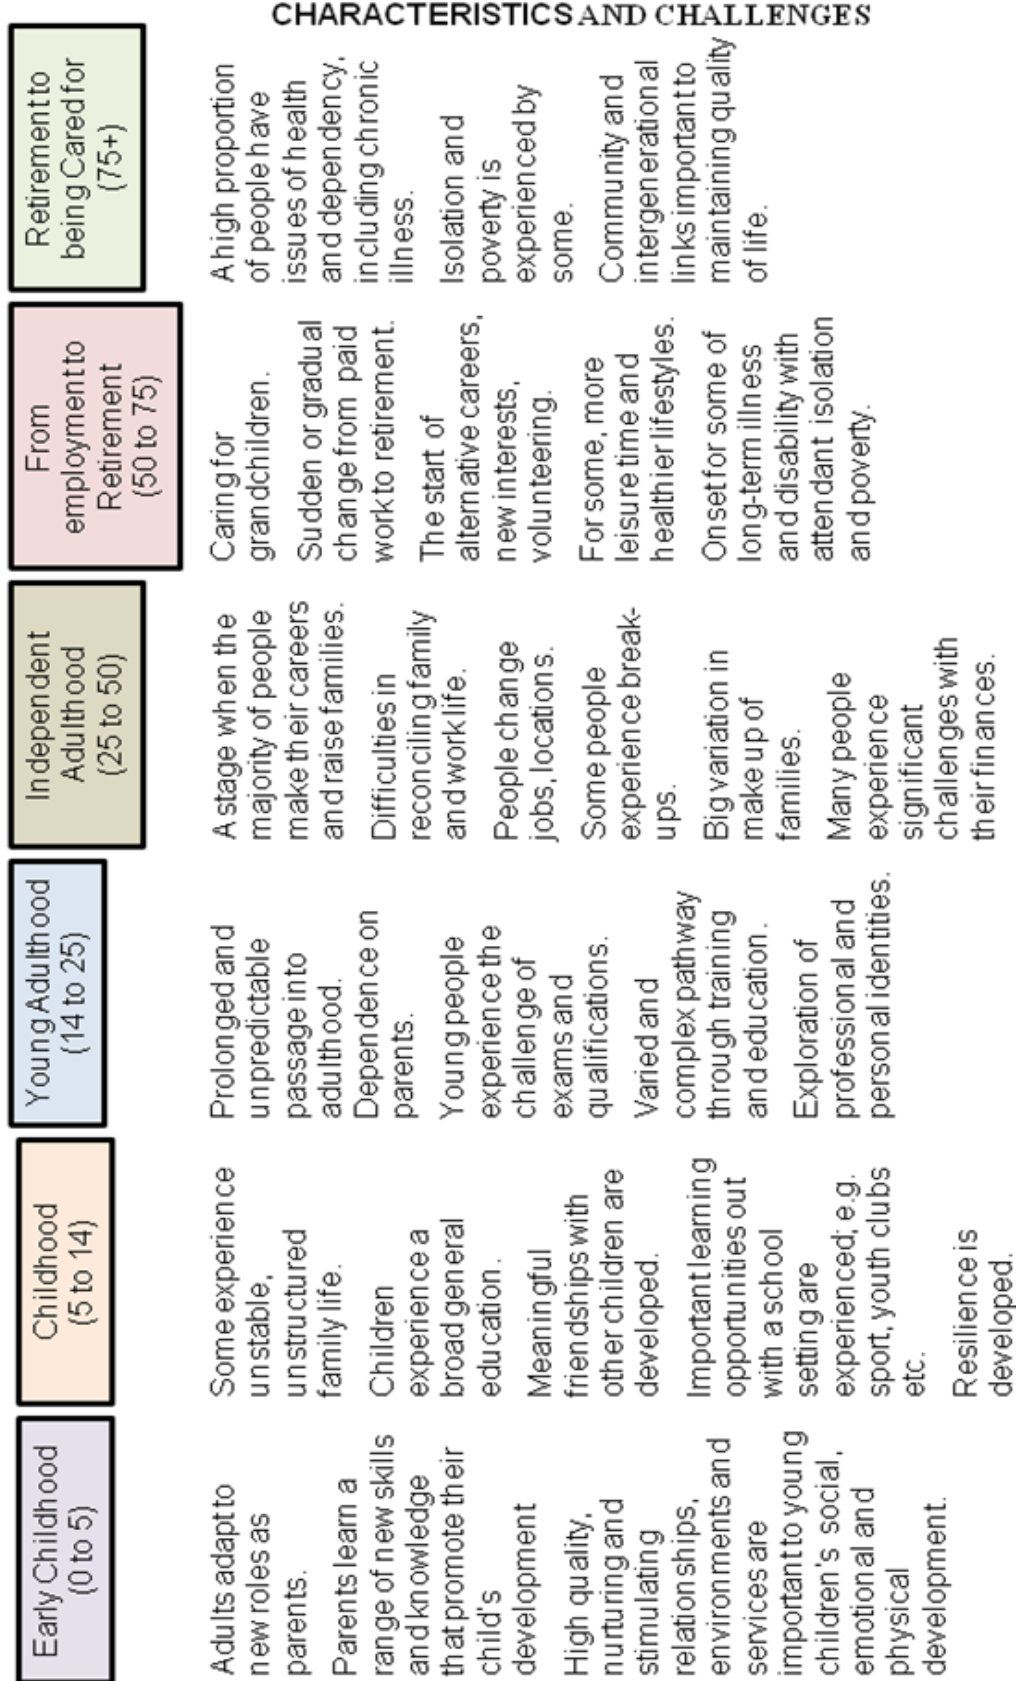 CHARACTERISTICS AND CHALLENGES
Early Childhood
(0 to 5)
Adults adapt to
new roles as
parents.
Parents learn a
range of new skills
and knowledge
that promote their
child's
development
High quality,
nurturing and
stimulating
relationships,
environments and
services are
important to young
children's social,
emotional and
physical
development.
Childhood
(5 to 14)
Some experience
unstable,
unstructured
family life.
Children
experience a
broad general
education.
Meaningful
friendships with
other children are
developed.
Important learning
opportunities out
with a school
setting are
experienced; e.g.
sport, youth clubs
etc.
Resilience is
developed.
Young Adulthood
(14 to 25)
Prolonged and
unpredictable
passage into
adulthood.
Dependence on
parents.
Young people
experience the
challenge of
exams and
qualifications.
Varied and
complex pathway
through training
and education.
Exploration of
professional and
personal identities.
Independent
Adulthood
(25 to 50)
A stage when the
majority of people
make their careers
and raise families.
Difficulties in
reconciling family
and work life.
People change
jobs, locations.
Some people
experience break-
ups.
Big variation in
make up of
families.
Many people
experience
significant
challenges with
their finances.
From
employment to
Retirement
(50 to 75)
Caring for
grandchildren.
Sudden or gradual
change from paid
work to retirement.
The start of
alternative careers,
new interests,
volunteering.
For some, more
leisure time and
healthier lifestyles.
Onset for some of
long-term illness
and disability with
attendant isolation
and poverty.
Retirement to
being Cared for
(75+)
A high proportion
of people have
issues of health
and dependency,
including chronic
illness.
Isolation and
poverty is
experienced by
some.
Community and
intergenerational
links important to
maintaining quality
of life.